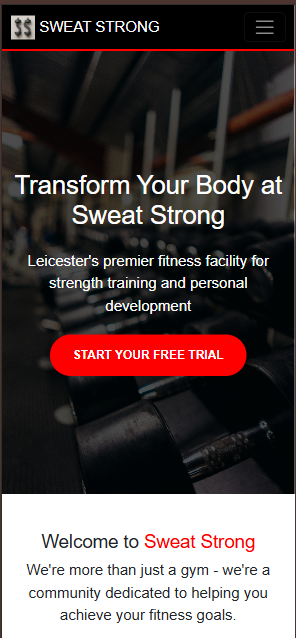 $$ SWEAT STRONG
Transform Your Body at
Sweat Strong
Leicester's premier fitness facility for
strength training and personal
development
START YOUR FREE TRIAL
Welcome to Sweat Strong
We're more than just a gym - we're a
community dedicated to helping you
achieve your fitness goals.